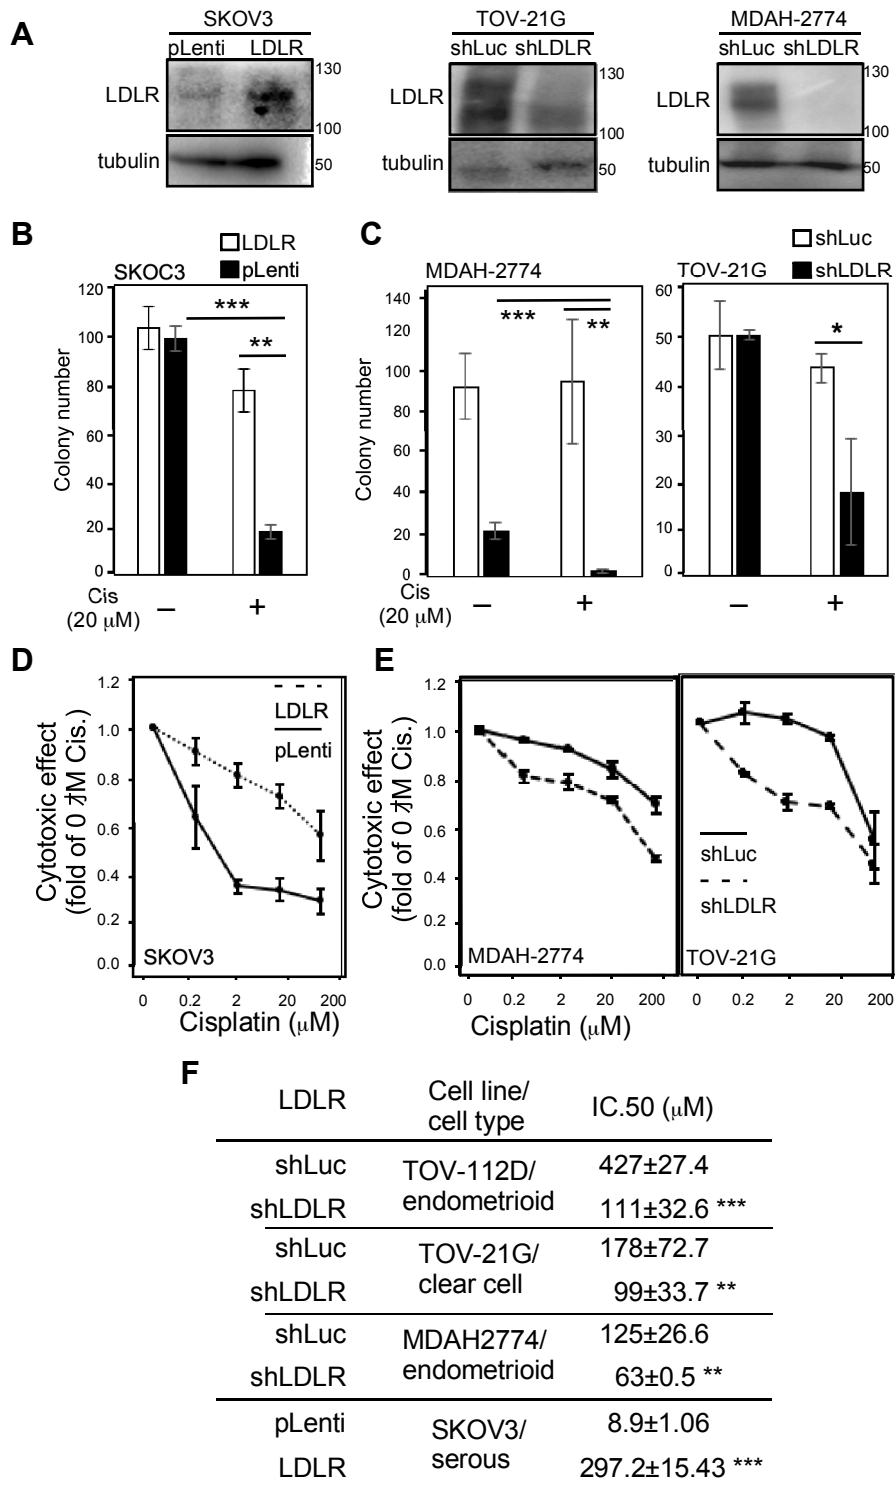 A
SKOV3
pLenti LDLR
LDLR
130
100
tubulin
50
TOV-21G
shLuc shLDLR
LDLR
130
100
tubulin
50
MDAH-2774
shLuc shLDLR
LDLR
130
100
tubulin
50
B
LDLR
pLenti
SKOC3
Colony number
120
100
80
60
40
20
0
***
**
Cis
(20 μM)
−
+
C
shLuc
shLDLR
MDAH-2774
Colony number
140
120
100
80
60
40
20
0
***
**
Cis
(20 μM)
−
+
TOV-21G
60
50
40
30
20
10
0
*
−
+
D
Cytotoxic effect
(fold of 0 M Cis.)
1.2
1.0
0.8
0.6
0.4
0.2
0.0
LDLR
pLenti
SKOV3
0 0.2 2 20 200
Cisplatin (μM)
E
Cytotoxic effect
(fold of 0 M Cis.)
1.2
1.0
0.8
0.6
0.4
0.2
0.0
MDAH-2774
0 0.2 2 20 200
Cisplatin (μM)
shLuc
shLDLR
TOV-21G
0 0.2 2 20 200
F
LDLR Cell line/ cell type IC.50 (μM)
shLuc TOV-112D/ 427±27.4
shLDLR endometrioid 111±32.6 ***
shLuc TOV-21G/ 178±72.7
shLDLR clear cell 99±33.7 **
shLuc MDAH2774/ 125±26.6
shLDLR endometrioid 63±0.5 **
pLenti SKOV3/ 8.9±1.06
LDLR serous 297.2±15.43 ***